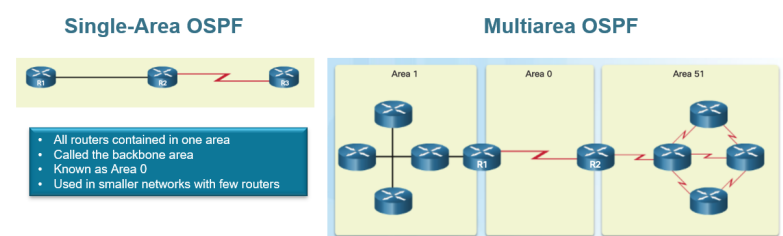 Single-Area OSPF
R1
R2
R3
• All routers contained in one area
• Called the backbone area
• Known as Area 0
• Used in smaller networks with few routers
Multiarea OSPF
Area 1
Area 0
Area 51
R1
R2